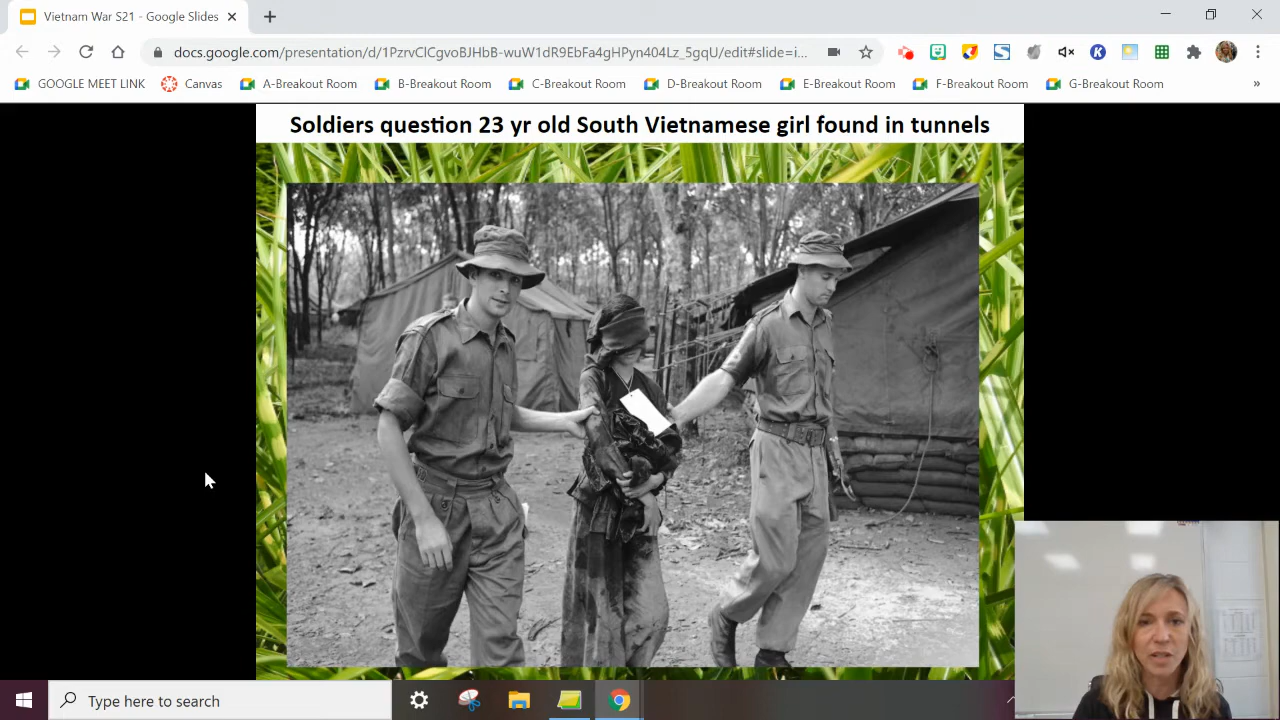 Vietnam War S21 - Google Slides
docs.google.com/presentation/d/1PzrvClCgvoBJHbB-wuW1dR9EbFa4gHPyn404Lz_5gqU/edit#slide=i...
GOOGLE MEET LINK Canvas A-Breakout Room B-Breakout Room C-Breakout Room D-Breakout Room E-Breakout Room F-Breakout Room G-Breakout Room »
Soldiers question 23 yr old South Vietnamese girl found in tunnels
Type here to search